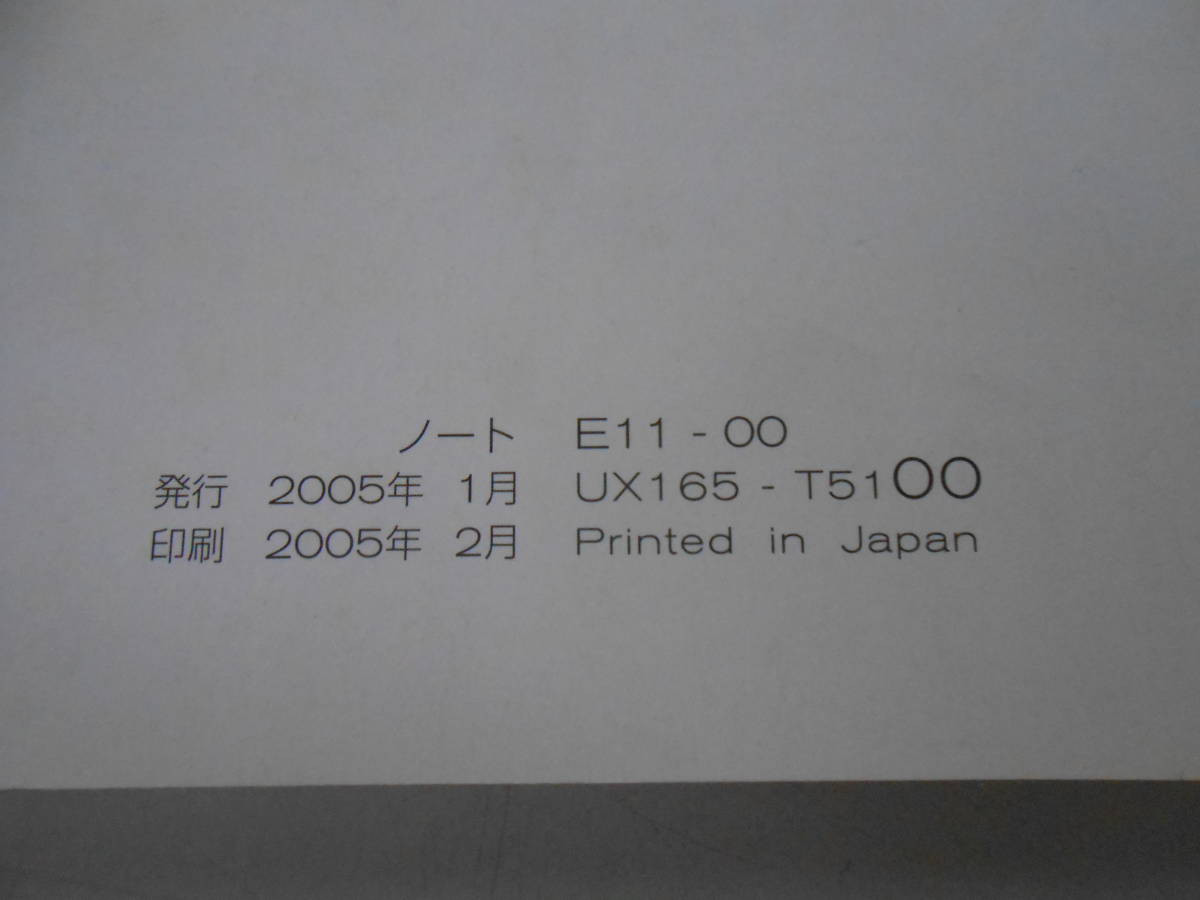 ノート E11-00
発行 2005年 1月 UX165-T5100
印刷 2005年 2月 Printed in Japan